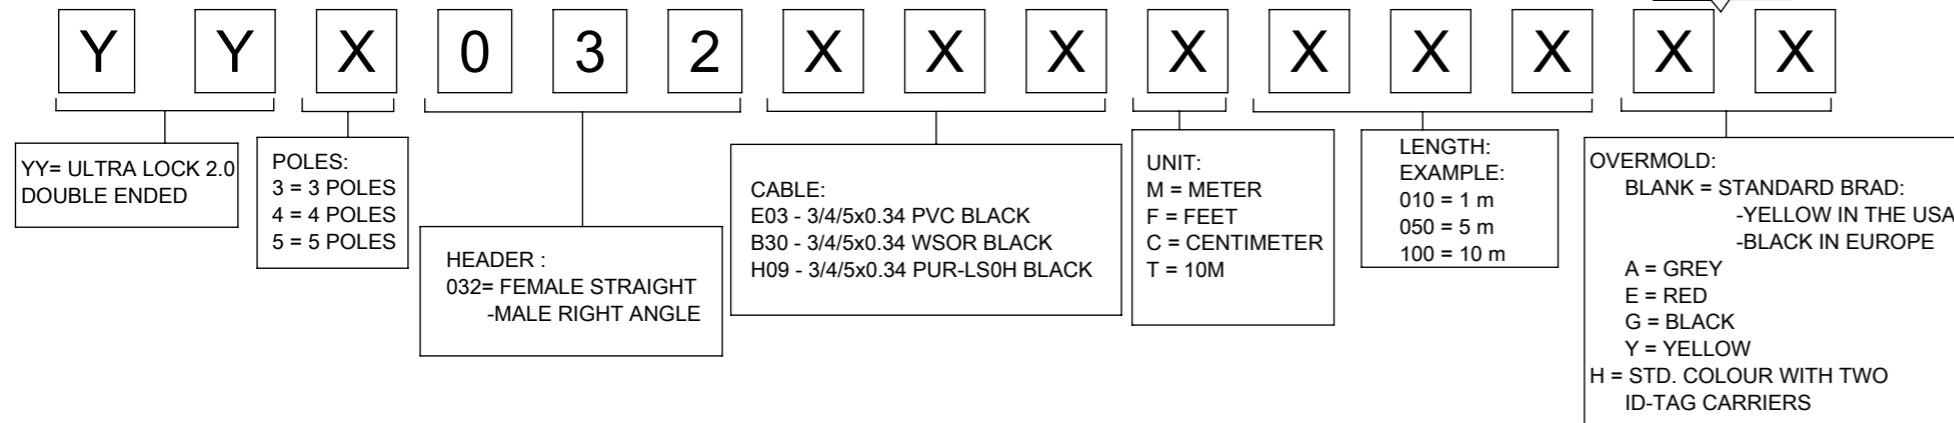 Y Y X 0 3 2 X X X X X X X X X
YY= ULTRA LOCK 2.0
DOUBLE ENDED
POLES:
3 = 3 POLES
4 = 4 POLES
5 = 5 POLES
HEADER :
032= FEMALE STRAIGHT
-MALE RIGHT ANGLE
CABLE:
E03 - 3/4/5x0.34 PVC BLACK
B30 - 3/4/5x0.34 WSOR BLACK
H09 - 3/4/5x0.34 PUR-LS0H BLACK
UNIT:
M = METER
F = FEET
C = CENTIMETER
T = 10M
LENGTH:
EXAMPLE:
010 = 1 m
050 = 5 m
100 = 10 m
OVERMOLD:
BLANK = STANDARD BRAD:
-YELLOW IN THE USA
-BLACK IN EUROPE
A = GREY
E = RED
G = BLACK
Y = YELLOW
H = STD. COLOUR WITH TWO
ID-TAG CARRIERS